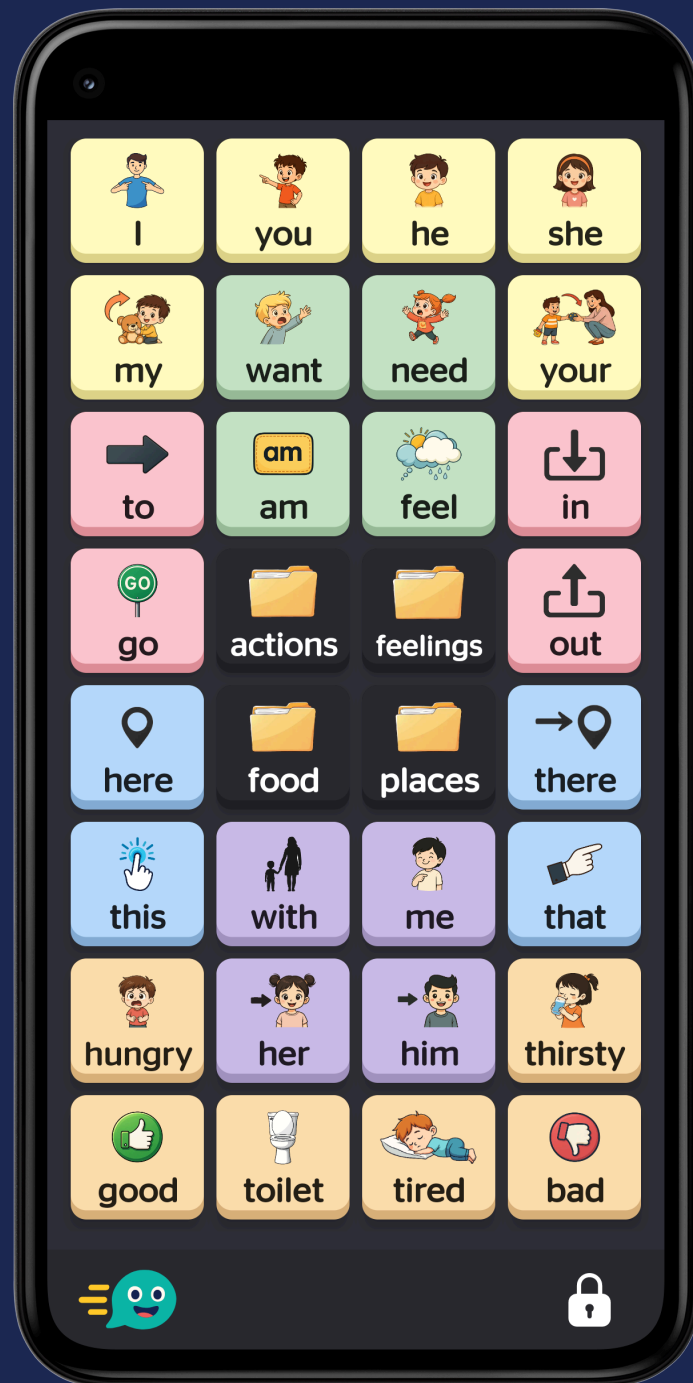 I you he she
my want need your
to am am feel in
GO go actions feelings out
here food places there
this with me that
hungry her him thirsty
good toilet tired bad